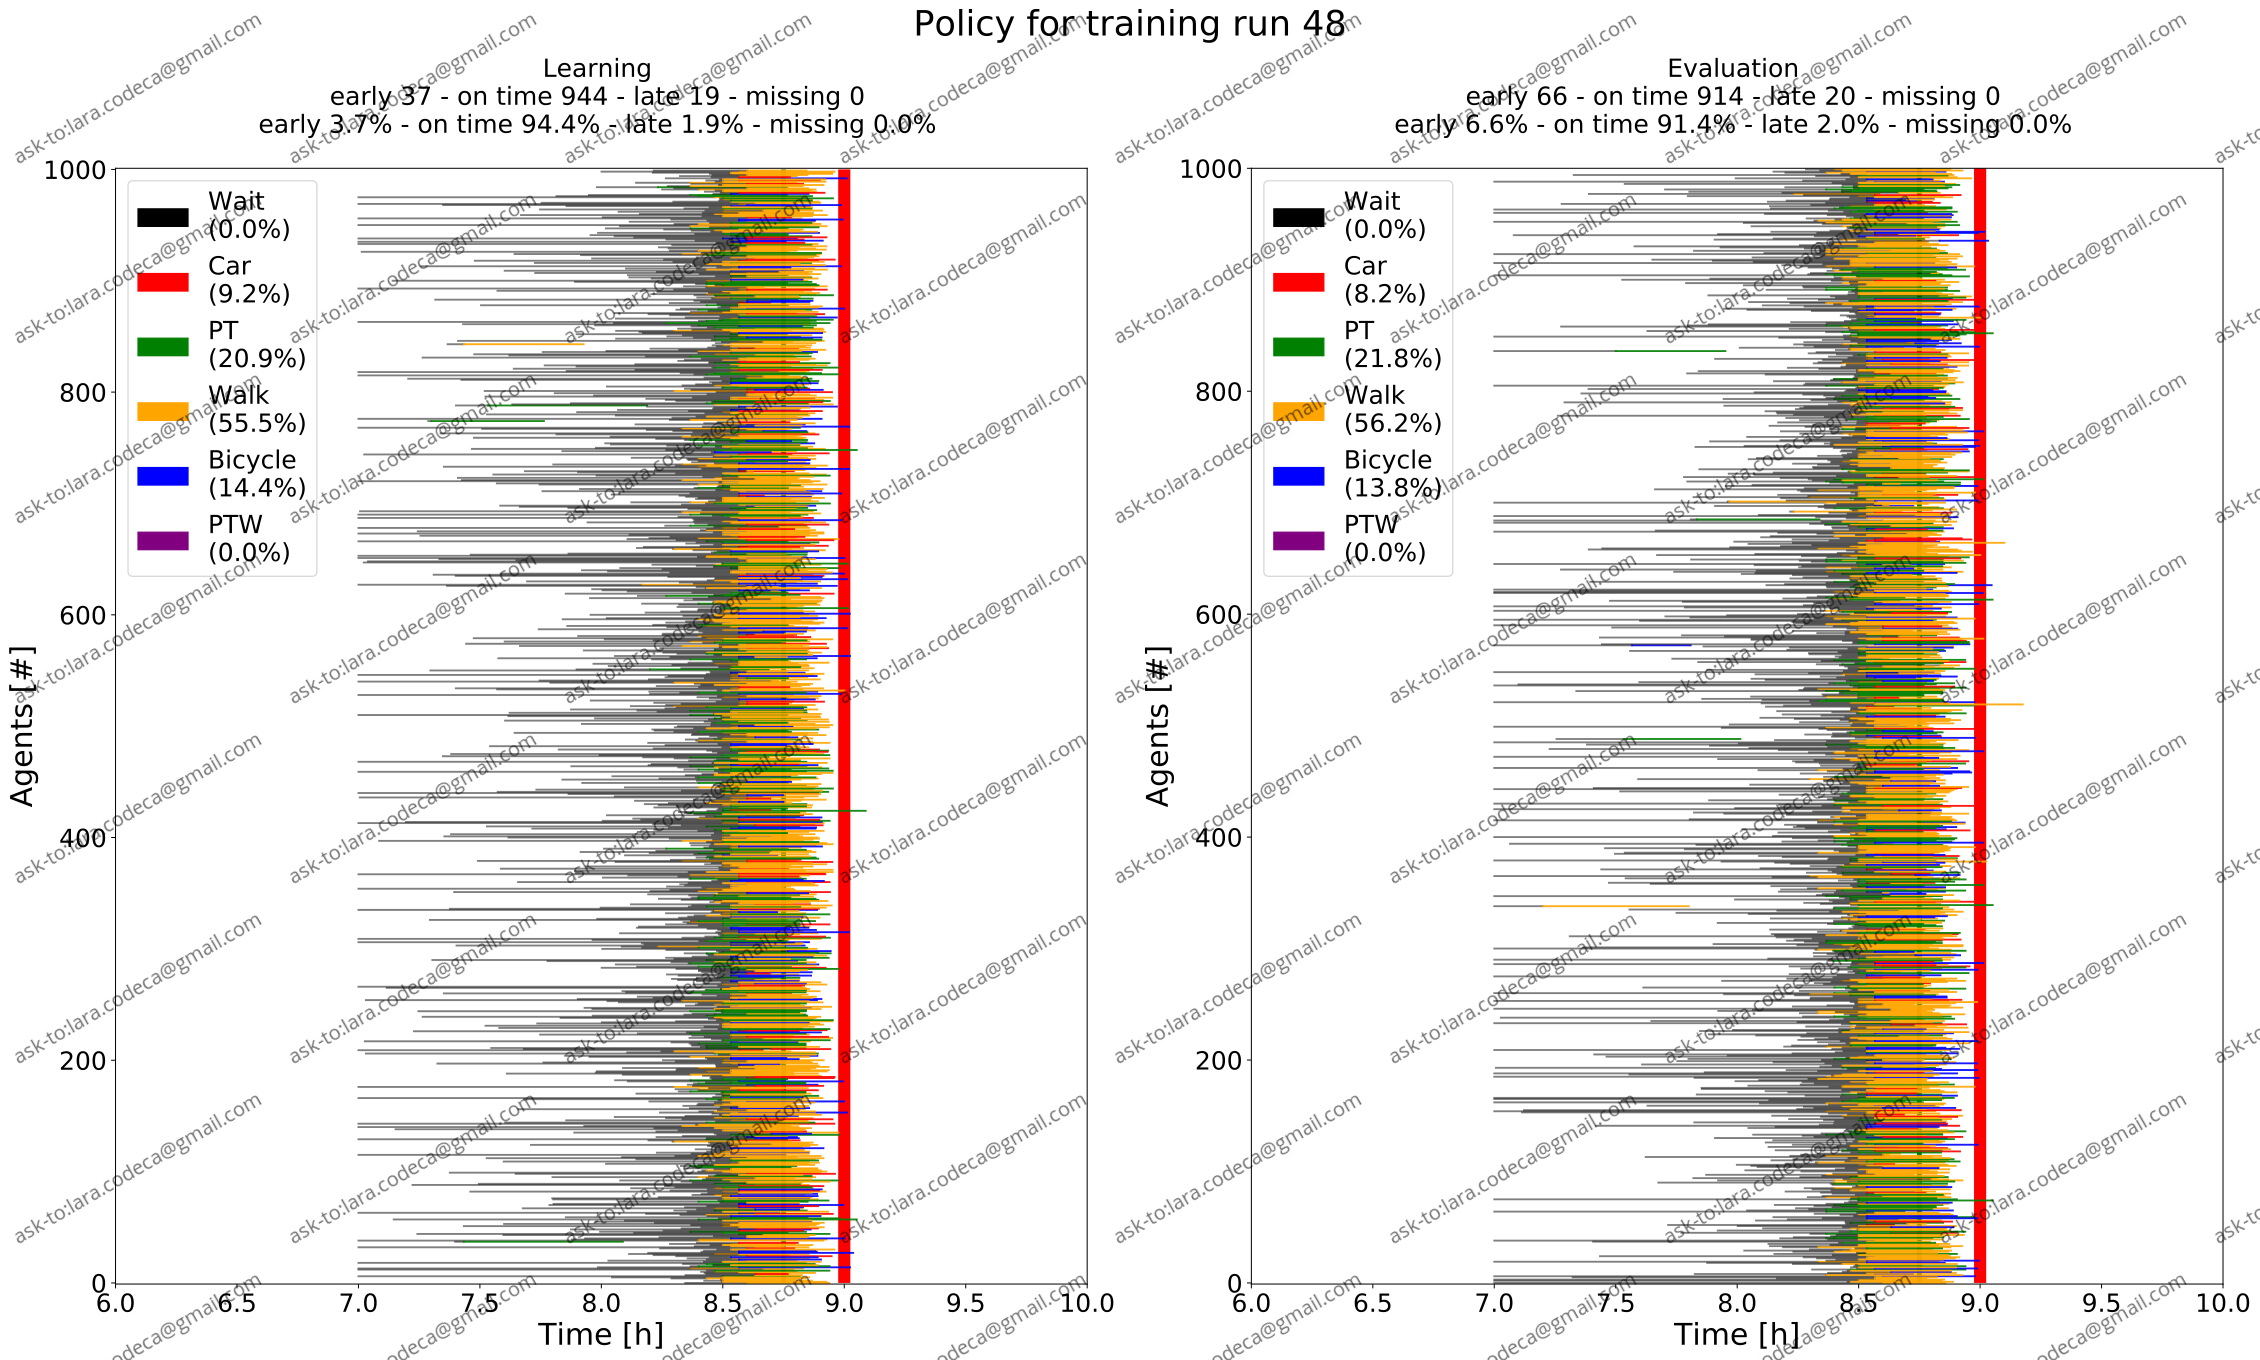 Policy for training run 48
Learning
early 37 - on time 944 - late 19 - missing 0
early 3.7% - on time 94.4% - late 1.9% - missing 0.0%
1000
800
600
400
200
0
Agents [#]
Wait
(0.0%)
Car
(9.2%)
PT
(20.9%)
Walk
(55.5%)
Bicycle
(14.4%)
PTW
(0.0%)
6.0 6.5 7.0 7.5 8.0 8.5 9.0 9.5 10.0
Time [h]
Evaluation
early 66 - on time 914 - late 20 - missing 0
early 6.6% - on time 91.4% - late 2.0% - missing 0.0%
1000
800
600
400
200
0
Agents [#]
Wait
(0.0%)
Car
(8.2%)
PT
(21.8%)
Walk
(56.2%)
Bicycle
(13.8%)
PTW
(0.0%)
6.0 6.5 7.0 7.5 8.0 8.5 9.0 9.5 10.0
Time [h]
ask-to:lara.codeca@gmail.com